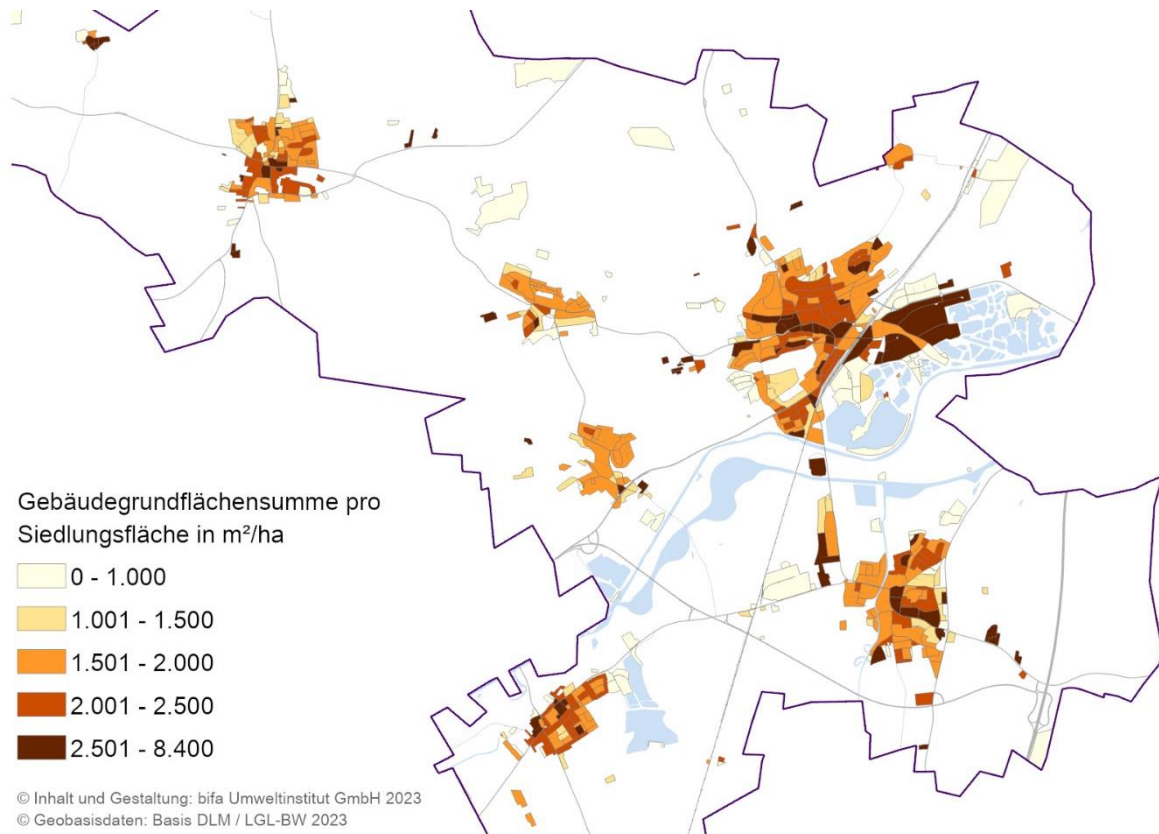 Gebäudegrundflächensumme pro
Siedlungsfläche in m²/ha
0 - 1.000
1.001 - 1.500
1.501 - 2.000
2.001 - 2.500
2.501 - 8.400
© Inhalt und Gestaltung: bifa Umweltinstitut GmbH 2023
© Geobasisdaten: Basis DLM / LGL-BW 2023